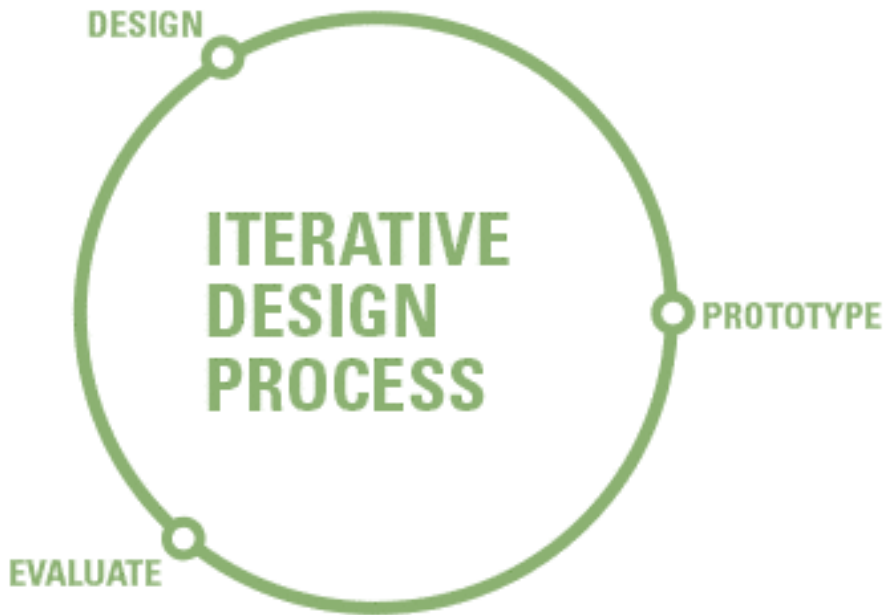 DESIGN
ITERATIVE
DESIGN
PROCESS
PROTOTYPE
EVALUATE